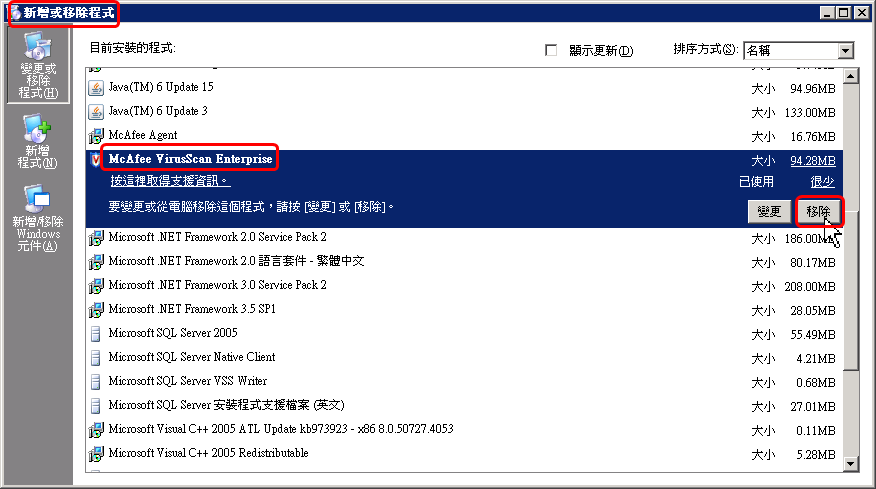 新增或移除程式
變更或
移除
程式(H)
新增
程式(N)
新增/移除
Windows
元件(A)
目前安裝的程式:
顯示更新(D)
排序方式(S): 名稱
Java(TM) 6 Update 15 大小 94.96MB
Java(TM) 6 Update 3 大小 133.00MB
McAfee Agent 大小 16.76MB
McAfee VirusScan Enterprise 大小 94.28MB
按這裡取得支援資訊。 已使用 很少
要變更或從電腦移除這個程式，請按 [變更] 或 [移除]。 變更 移除
Microsoft .NET Framework 2.0 Service Pack 2 大小 186.00MB
Microsoft .NET Framework 2.0 語言套件 - 繁體中文 大小 80.17MB
Microsoft .NET Framework 3.0 Service Pack 2 大小 208.00MB
Microsoft .NET Framework 3.5 SP1 大小 28.05MB
Microsoft SQL Server 2005 大小 55.49MB
Microsoft SQL Server Native Client 大小 4.21MB
Microsoft SQL Server VSS Writer 大小 0.68MB
Microsoft SQL Server 安裝程式支援檔案 (英文) 大小 27.01MB
Microsoft Visual C++ 2005 ATL Update kb973923 - x86 8.0.50727.4053 大小 0.11MB
Microsoft Visual C++ 2005 Redistributable 大小 5.28MB